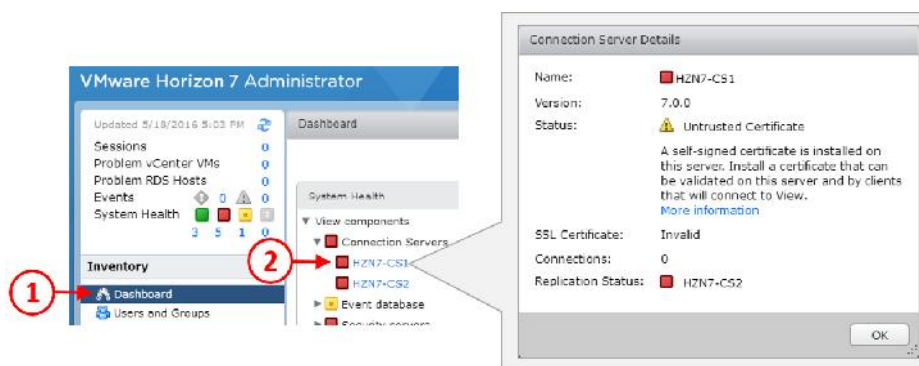 VMware Horizon 7 Administrator
Updated 5/18/2016 5:03 PM
Sessions 0
Problem vCenter VMs 0
Problem RDS Hosts 0
Events 0 0
System Health
3 5 1 0
Inventory
1
Dashboard
Users and Groups
Dashboard
System Health
View components
Connection Servers
2
HZN7-CS1
HZN7-CS2
Event database
Security servers
Connection Server Details
Name: HZN7-CS1
Version: 7.0.0
Status: Untrusted Certificate
A self-signed certificate is installed on
this server. Install a certificate that can
be validated on this server and by clients
that will connect to View.
More information
SSL Certificate: Invalid
Connections: 0
Replication Status: HZN7-CS2
OK